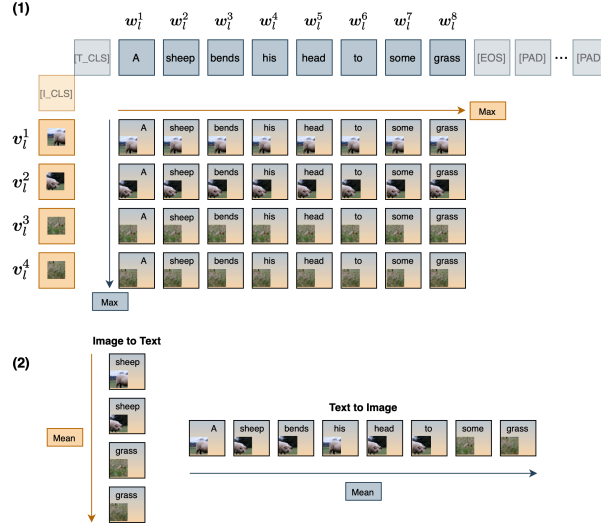 (1)
w_l^1 w_l^2 w_l^3 w_l^4 w_l^5 w_l^6 w_l^7 w_l^8
[T_CLS] A sheep bends his head to some grass [EOS] [PAD] ... [PAD]
[I_CLS]
Max
v_l^1 A sheep bends his head to some grass
v_l^2 A sheep bends his head to some grass
v_l^3 A sheep bends his head to some grass
v_l^4 A sheep bends his head to some grass
Max
(2)
Image to Text
sheep
sheep
grass
grass
Mean
Text to Image
A sheep bends his head to some grass
Mean